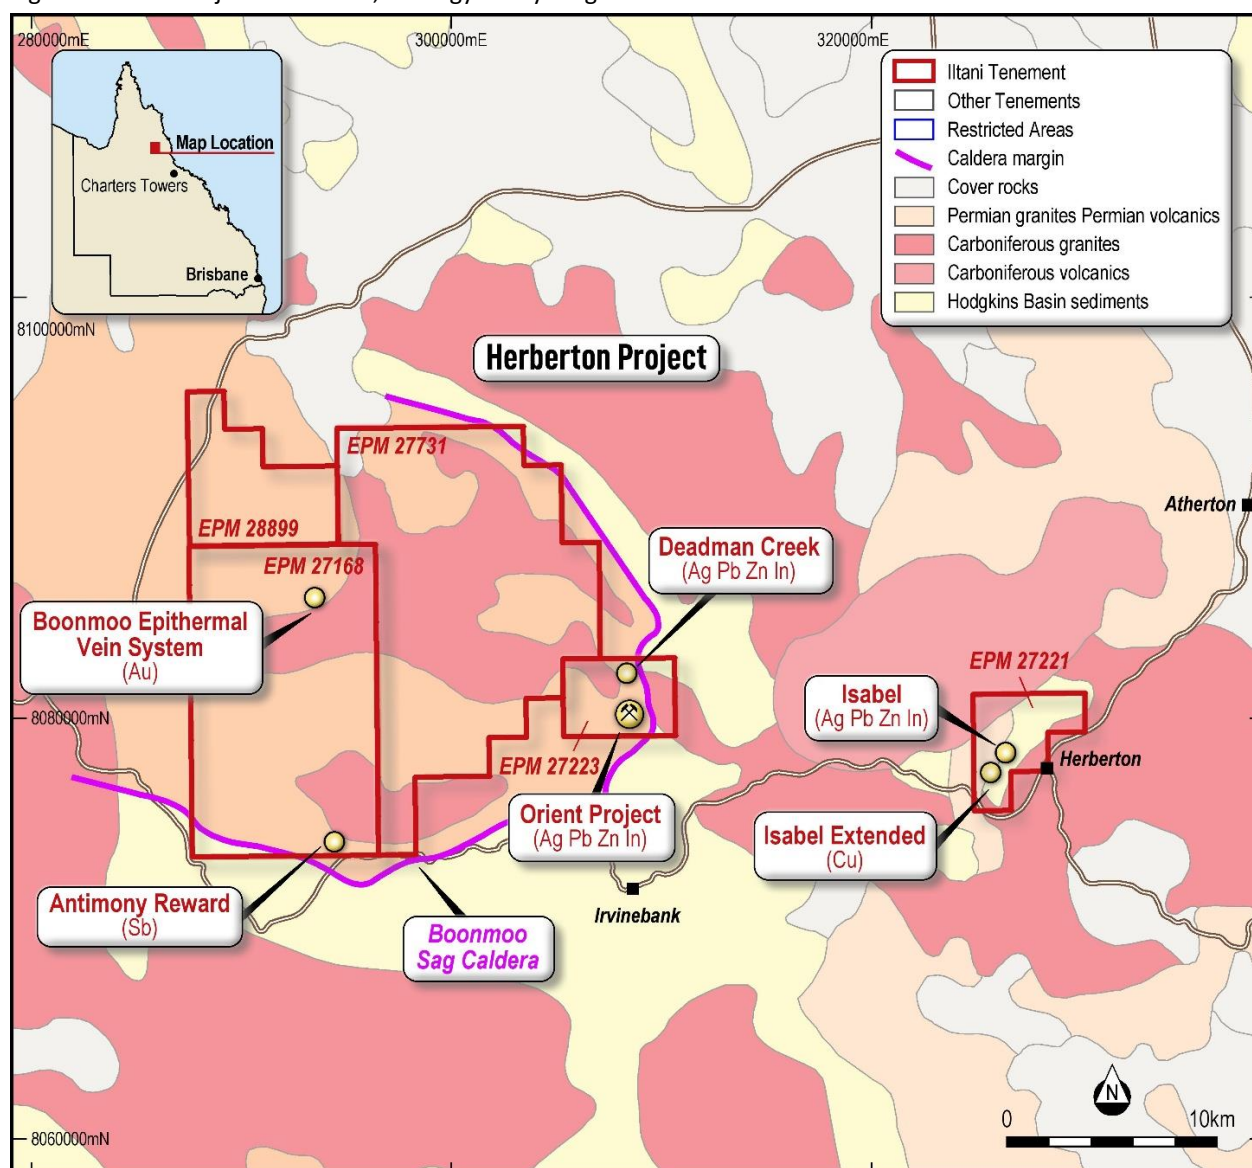 280000mE
300000mE
320000mE
Map Location
Charters Towers
Brisbane
Iltani Tenement
Other Tenements
Restricted Areas
Caldera margin
Cover rocks
Permian granites Permian volcanics
Carboniferous granites
Carboniferous volcanics
Hodgkins Basin sediments
8100000mN
Herberton Project
EPM 27731
Atherton
EPM 28899
EPM 27168
Deadman Creek
(Ag Pb Zn In)
Boonmoo Epithermal
Vein System
(Au)
EPM 27221
Isabel
(Ag Pb Zn In)
8080000mN
EPM 27223
Herberton
Orient Project
(Ag Pb Zn In)
Isabel Extended
(Cu)
Antimony Reward
(Sb)
Irvinebank
Boonmoo
Sag Caldera
N
0
10km
8060000mN